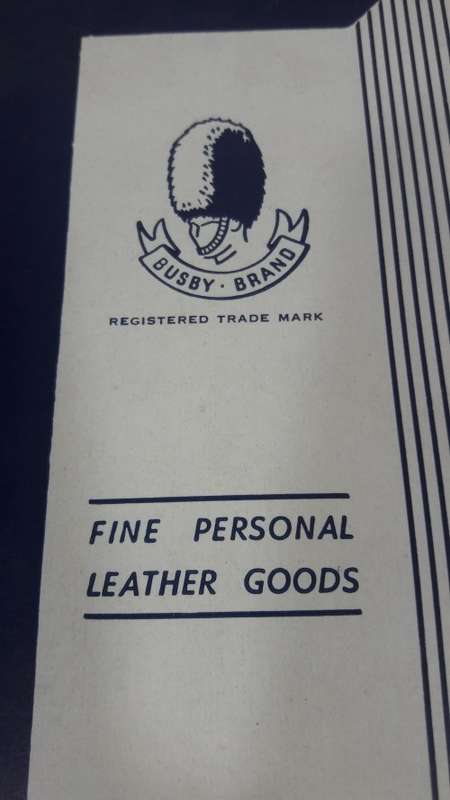 BUSBY · BRAND
REGISTERED TRADE MARK
FINE PERSONAL
LEATHER GOODS